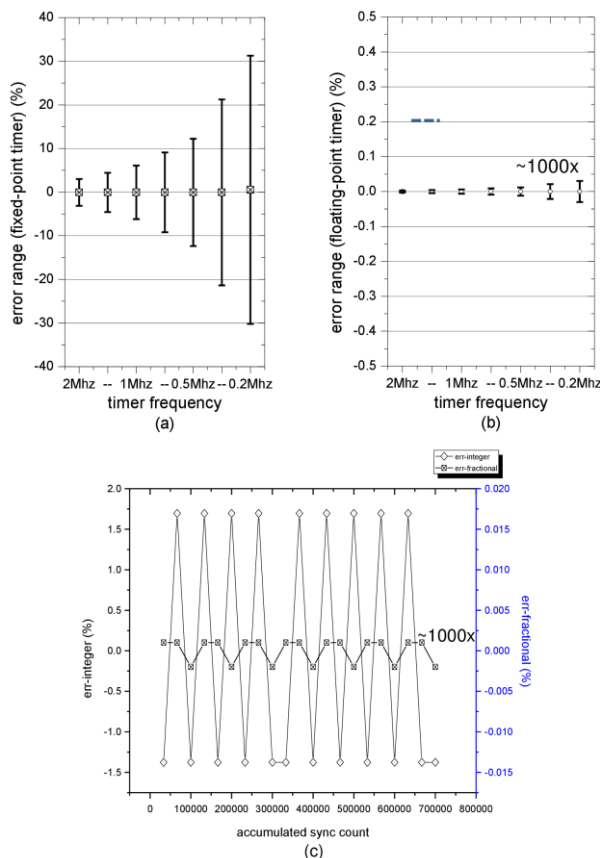 error range (fixed-point timer) (%)
40
30
20
10
0
-10
-20
-30
-40
2Mhz -- 1Mhz -- 0.5Mhz -- 0.2Mhz
timer frequency
(a)
error range (floating-point timer) (%)
0.5
0.4
0.3
0.2
0.1
0.0
-0.1
-0.2
-0.3
-0.4
-0.5
~1000x
2Mhz -- 1Mhz -- 0.5Mhz -- 0.2Mhz
timer frequency
(b)
err-integer
err-fractional
err-integer (%)
2.0
1.5
1.0
0.5
0.0
-0.5
-1.0
-1.5
~1000x
0.020
0.015
0.010
0.005
0.000
-0.005
-0.010
-0.015
err-fractional (%)
0 100000 200000 300000 400000 500000 600000 700000 800000
accumulated sync count
(c)